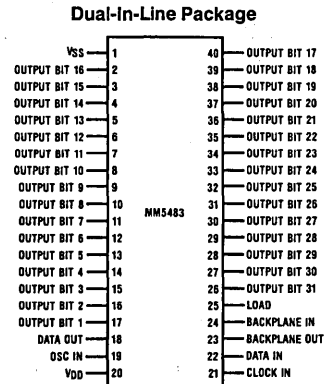 Dual-In-Line Package
VSS 1 40 OUTPUT BIT 17
OUTPUT BIT 16 2 39 OUTPUT BIT 18
OUTPUT BIT 15 3 38 OUTPUT BIT 19
OUTPUT BIT 14 4 37 OUTPUT BIT 20
OUTPUT BIT 13 5 36 OUTPUT BIT 21
OUTPUT BIT 12 6 35 OUTPUT BIT 22
OUTPUT BIT 11 7 34 OUTPUT BIT 23
OUTPUT BIT 10 8 33 OUTPUT BIT 24
OUTPUT BIT 9 9 32 OUTPUT BIT 25
OUTPUT BIT 8 10 31 OUTPUT BIT 26
MM5483
OUTPUT BIT 7 11 30 OUTPUT BIT 27
OUTPUT BIT 6 12 29 OUTPUT BIT 28
OUTPUT BIT 5 13 28 OUTPUT BIT 29
OUTPUT BIT 4 14 27 OUTPUT BIT 30
OUTPUT BIT 3 15 26 OUTPUT BIT 31
OUTPUT BIT 2 16 25 LOAD
OUTPUT BIT 1 17 24 BACKPLANE IN
DATA OUT 18 23 BACKPLANE OUT
OSC IN 19 22 DATA IN
VDD 20 21 CLOCK IN